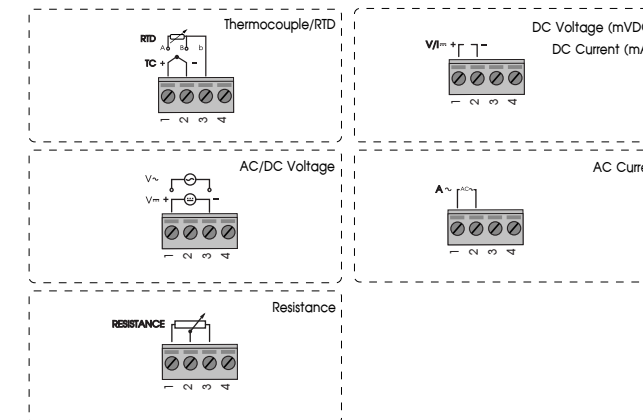 Thermocouple/RTD
RTD
A B b
TC + -
1 2 3 4
DC Voltage (mVDC
DC Current (mA
V/I⎓ + -
1 2 3 4
AC/DC Voltage
V~
V⎓ + -
1 2 3 4
AC Curre
A~ AC~
1 2 3 4
Resistance
RESISTANCE
1 2 3 4